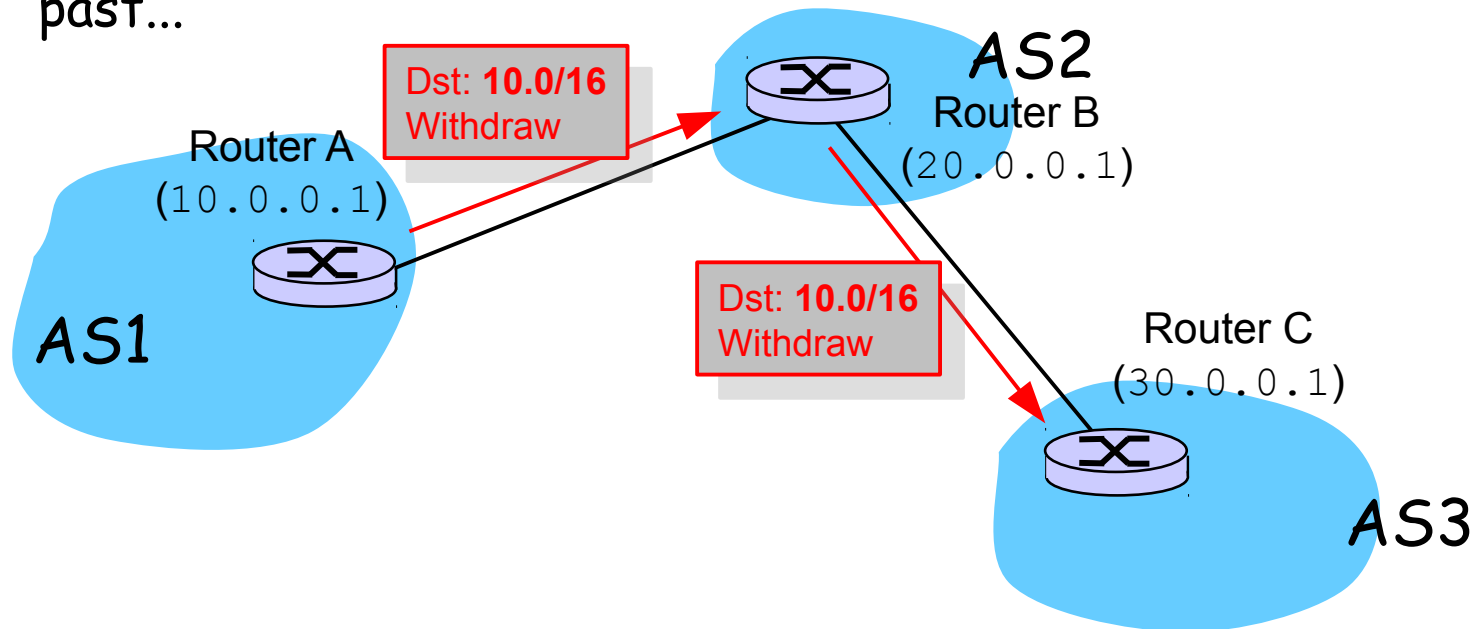 past...
Dst: 10.0/16
Withdraw
AS2
Router B
(20.0.0.1)
Router A
(10.0.0.1)
AS1
Dst: 10.0/16
Withdraw
Router C
(30.0.0.1)
AS3